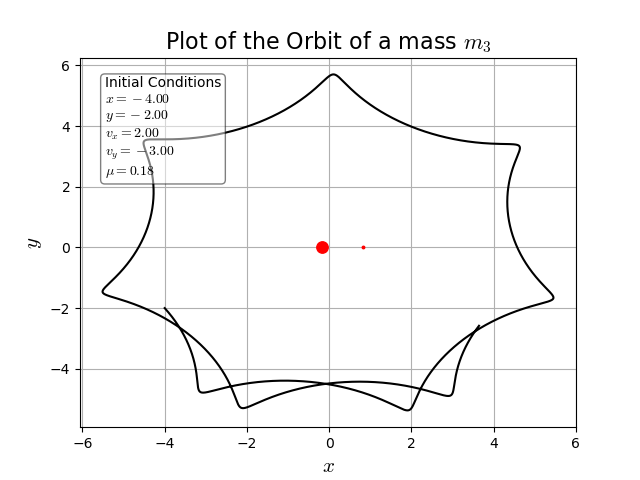 Plot of the Orbit of a mass m₃
Initial Conditions
x = −4.00
y = −2.00
vₓ = 2.00
v_y = −3.00
μ = 0.18
6
4
2
0
−2
−4
y
−6
−4
−2
0
2
4
6
x